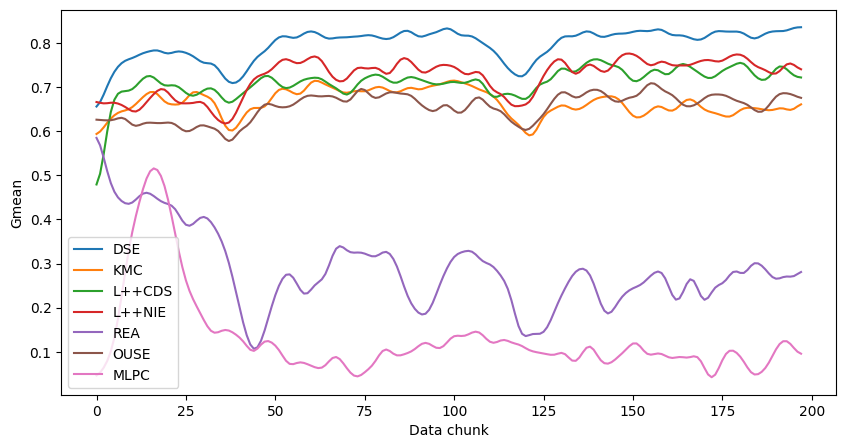 Gmean
0.8
0.7
0.6
0.5
0.4
0.3
0.2
0.1
DSE
KMC
L++CDS
L++NIE
REA
OUSE
MLPC
0
25
50
75
100
125
150
175
200
Data chunk